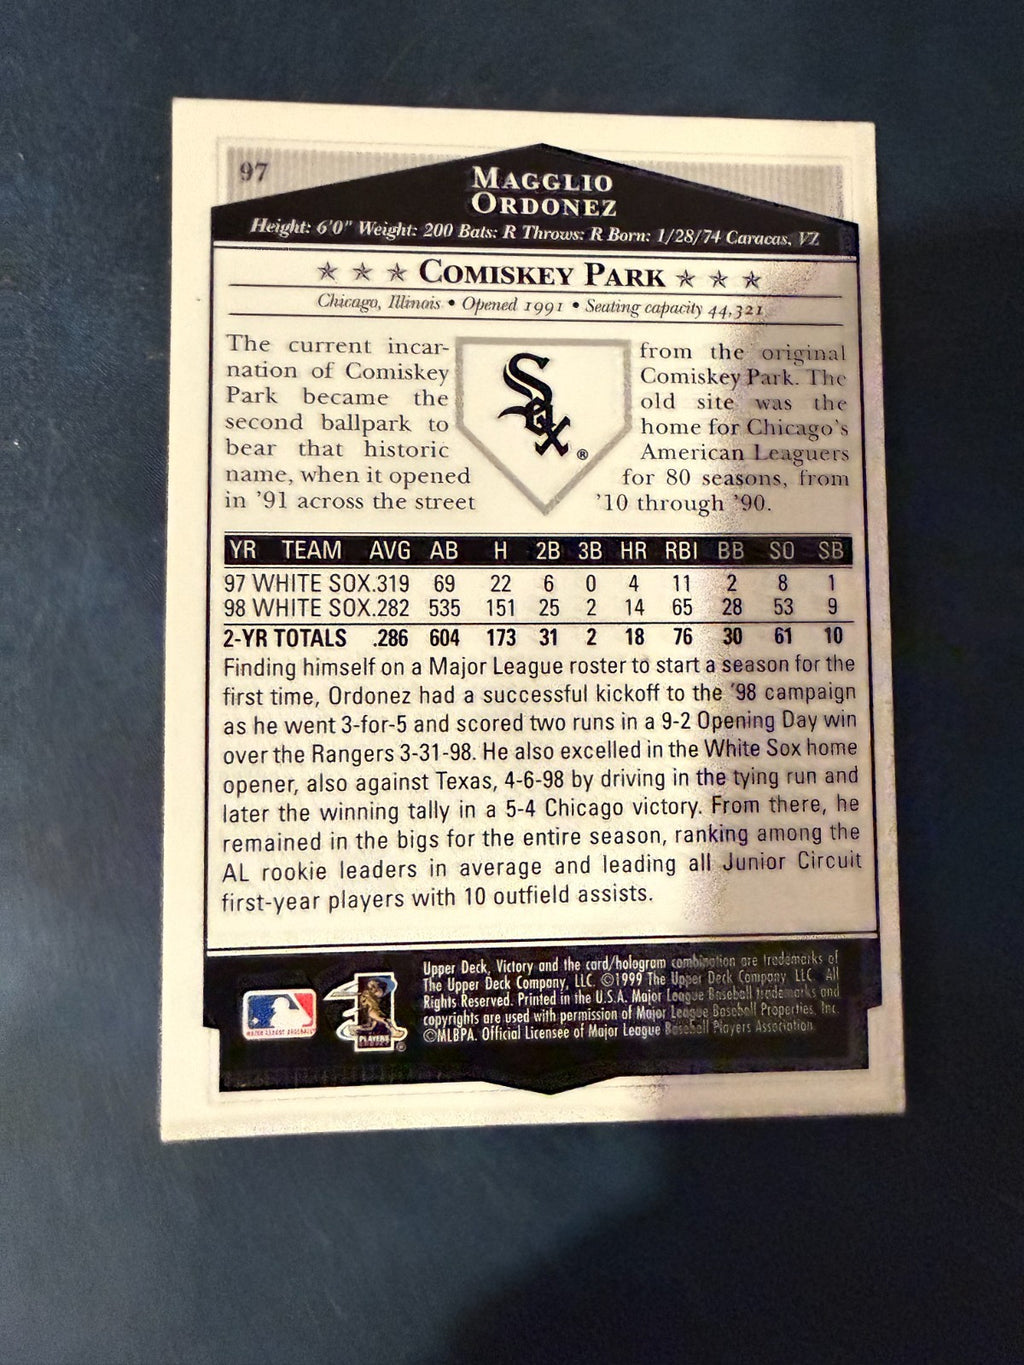 97
MAGGLIO
ORDONEZ
Height: 6'0" Weight: 200 Bats: R Throws: R Born: 1/28/74 Caracas, VZ
★ ★ ★ COMISKEY PARK ★ ★ ★
Chicago, Illinois • Opened 1991 • Seating capacity 44,321
The current incar-
nation of Comiskey
Park became the
second ballpark to
bear that historic
name, when it opened
in '91 across the street
Sox ®
from the original
Comiskey Park. The
old site was the
home for Chicago's
American Leaguers
for 80 seasons, from
'10 through '90.
YR TEAM AVG AB H 2B 3B HR RBI BB SO SB
97 WHITE SOX .319 69 22 6 0 4 11 2 8 1
98 WHITE SOX .282 535 151 25 2 14 65 28 53 9
2-YR TOTALS .286 604 173 31 2 18 76 30 61 10
Finding himself on a Major League roster to start a season for the
first time, Ordonez had a successful kickoff to the '98 campaign
as he went 3-for-5 and scored two runs in a 9-2 Opening Day win
over the Rangers 3-31-98. He also excelled in the White Sox home
opener, also against Texas, 4-6-98 by driving in the tying run and
later the winning tally in a 5-4 Chicago victory. From there, he
remained in the bigs for the entire season, ranking among the
AL rookie leaders in average and leading all Junior Circuit
first-year players with 10 outfield assists.
MAJOR LEAGUE BASEBALL
PLAYERS
®
Upper Deck, Victory and the card/hologram combination are trademarks of
The Upper Deck Company, LLC. ©1999 The Upper Deck Company, LLC. All
Rights Reserved. Printed in the U.S.A. Major League Baseball trademarks and
copyrights are used with permission of Major League Baseball Properties, Inc.
©MLBPA. Official Licensee of Major League Baseball Players Association.